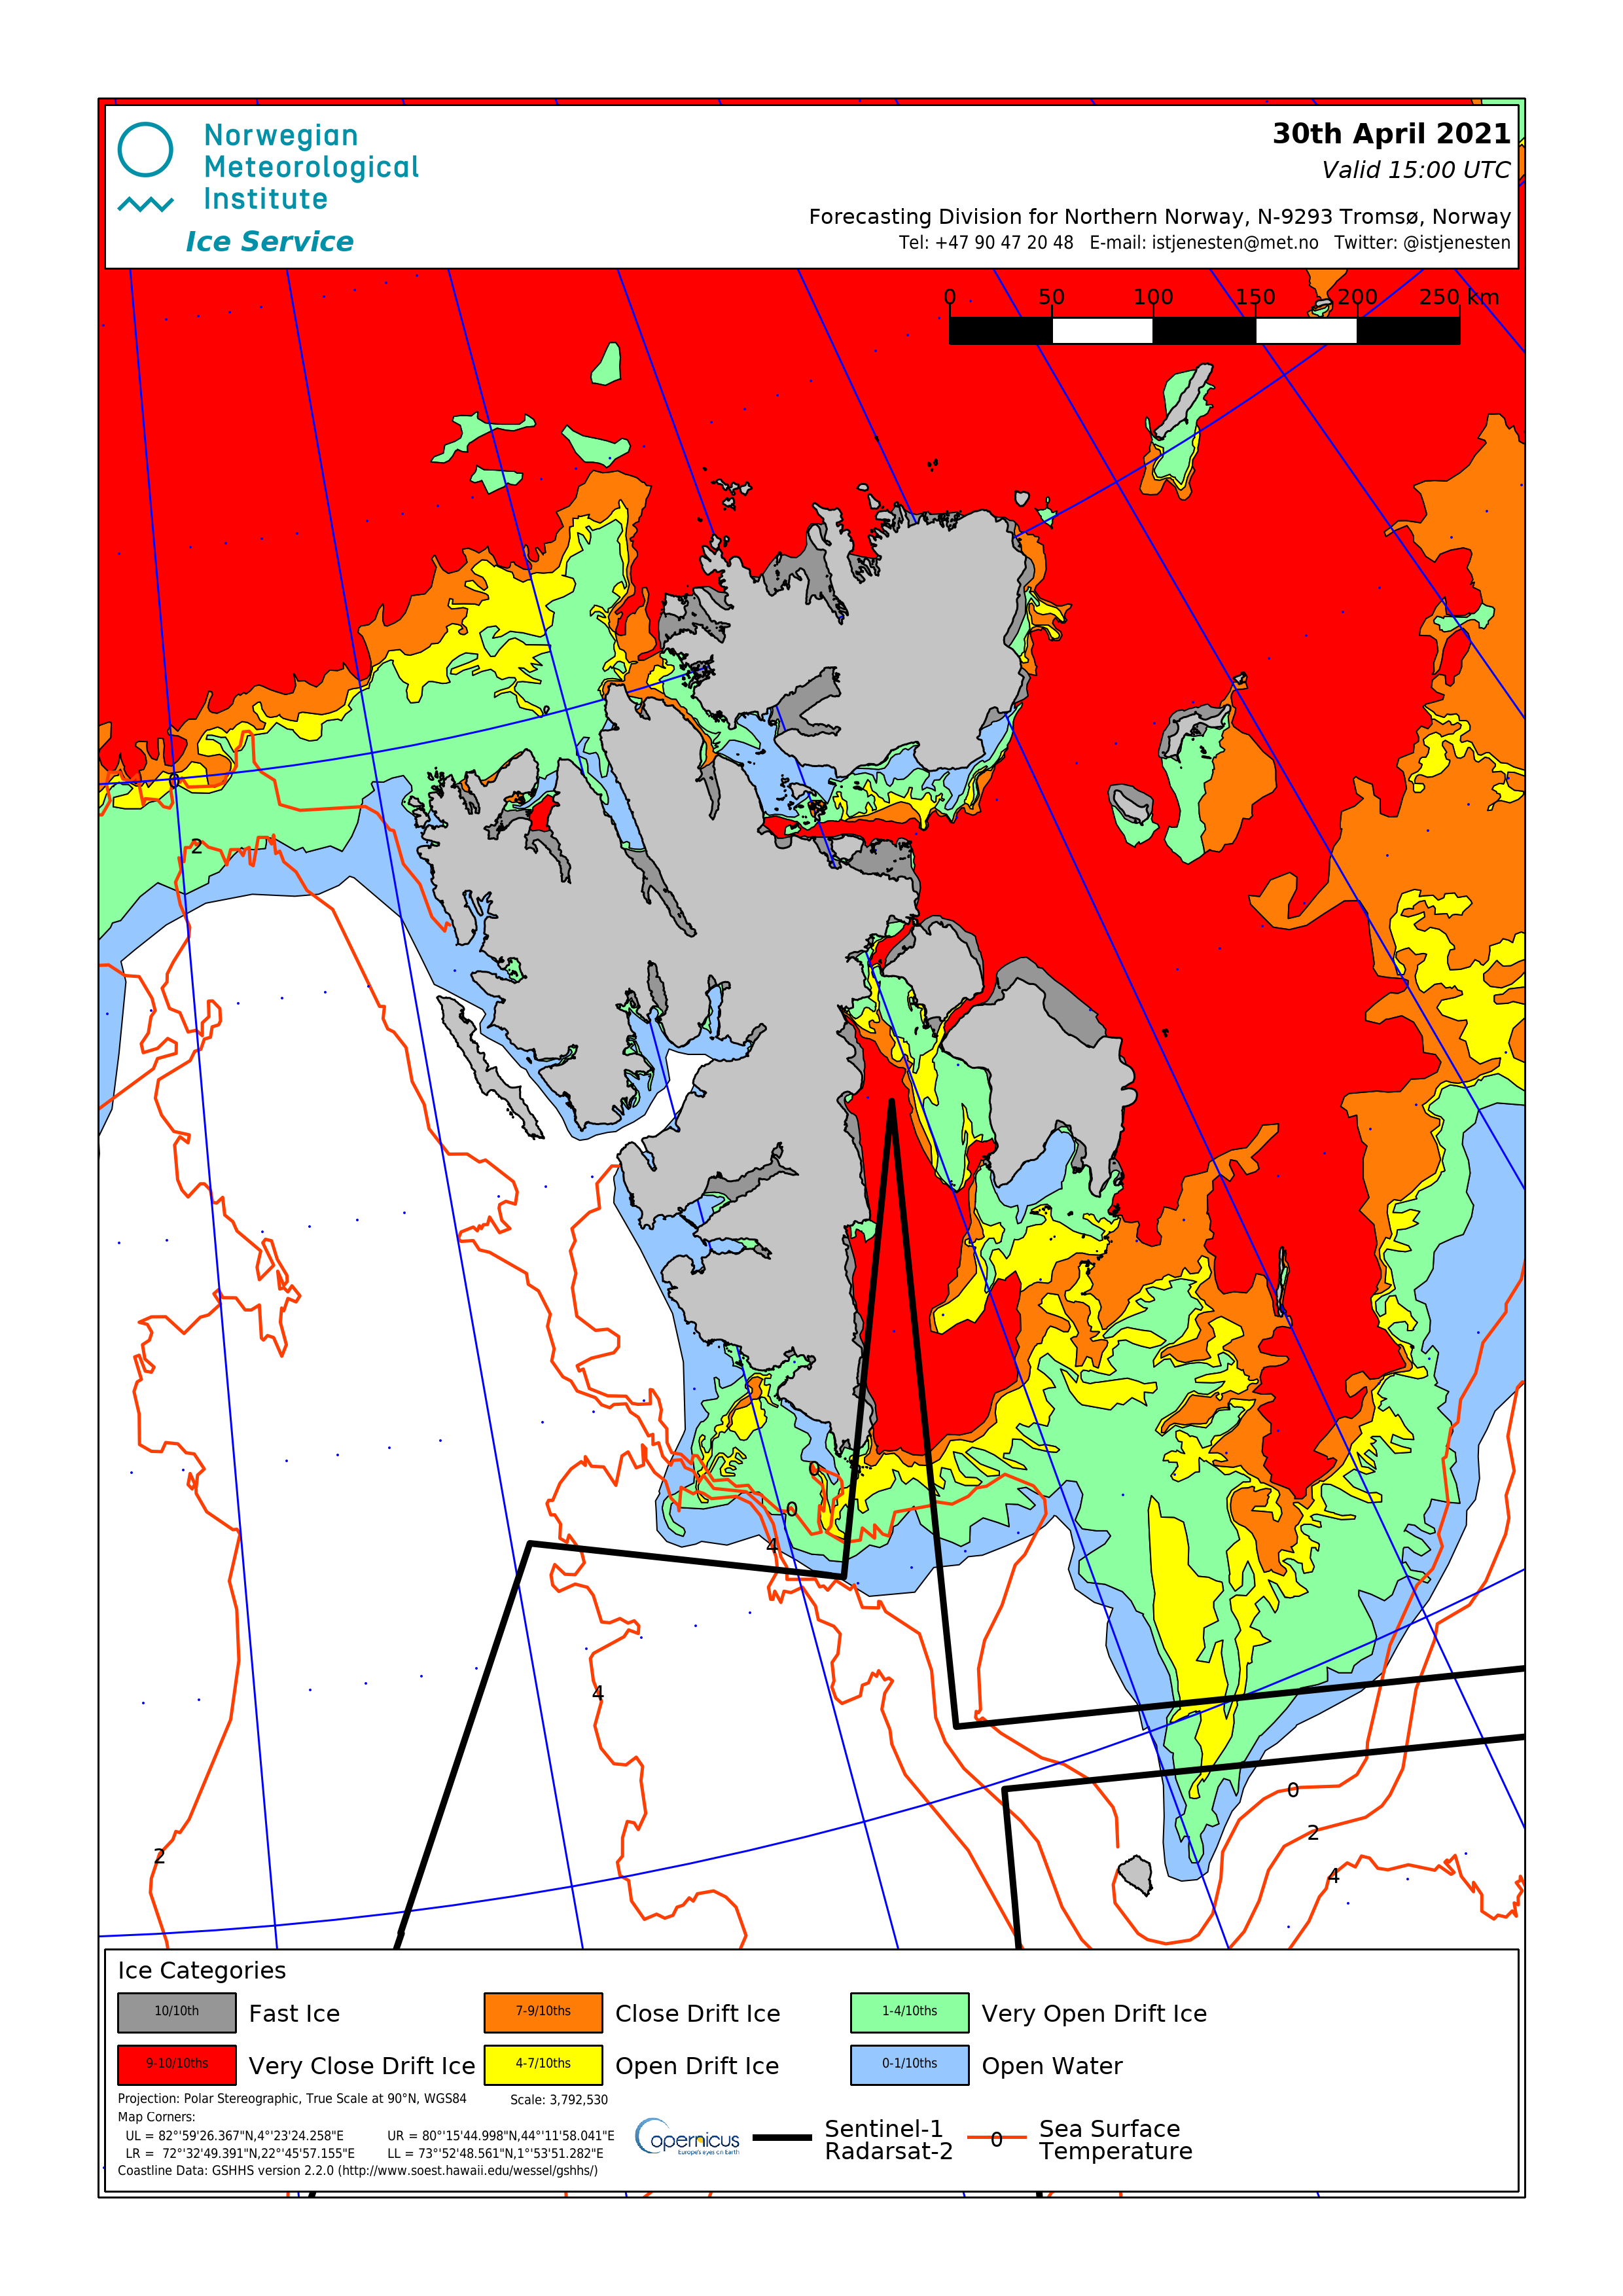 Norwegian
Meteorological
Institute
Ice Service
30th April 2021
Valid 15:00 UTC
Forecasting Division for Northern Norway, N-9293 Tromsø, Norway
Tel: +47 90 47 20 48 E-mail: istjenesten@met.no Twitter: @istjenesten
0 50 100 150 200 250 km
0
2
0
0
4
4
0
2
2
4
Ice Categories
10/10th Fast Ice
7-9/10ths Close Drift Ice
1-4/10ths Very Open Drift Ice
9-10/10ths Very Close Drift Ice
4-7/10ths Open Drift Ice
0-1/10ths Open Water
Projection: Polar Stereographic, True Scale at 90°N, WGS84 Scale: 3,792,530
Map Corners:
UL = 82°'59'26.367"N,4°'23'24.258"E UR = 80°'15'44.998"N,44°'11'58.041"E
LR = 72°'32'49.391"N,22°'45'57.155"E LL = 73°'52'48.561"N,1°'53'51.282"E
Coastline Data: GSHHS version 2.2.0 (http://www.soest.hawaii.edu/wessel/gshhs/)
Copernicus
Europe's eyes on Earth
Sentinel-1
Radarsat-2
0
Sea Surface
Temperature